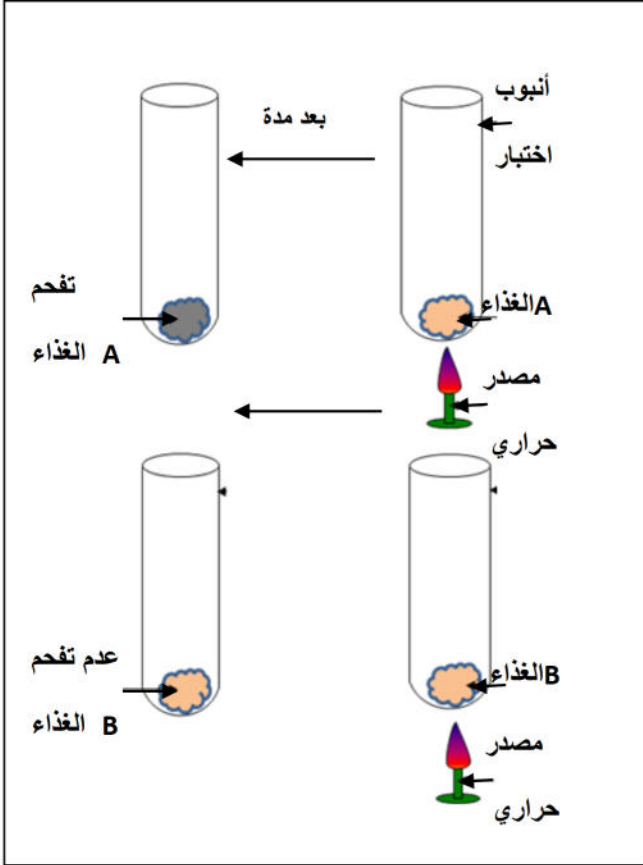 أنبوب
اختبار
بعد مدة
الغذاءA
تفحم
الغذاء A
مصدر
حراري
الغذاءB
عدم تفحم
الغذاء B
مصدر
حراري